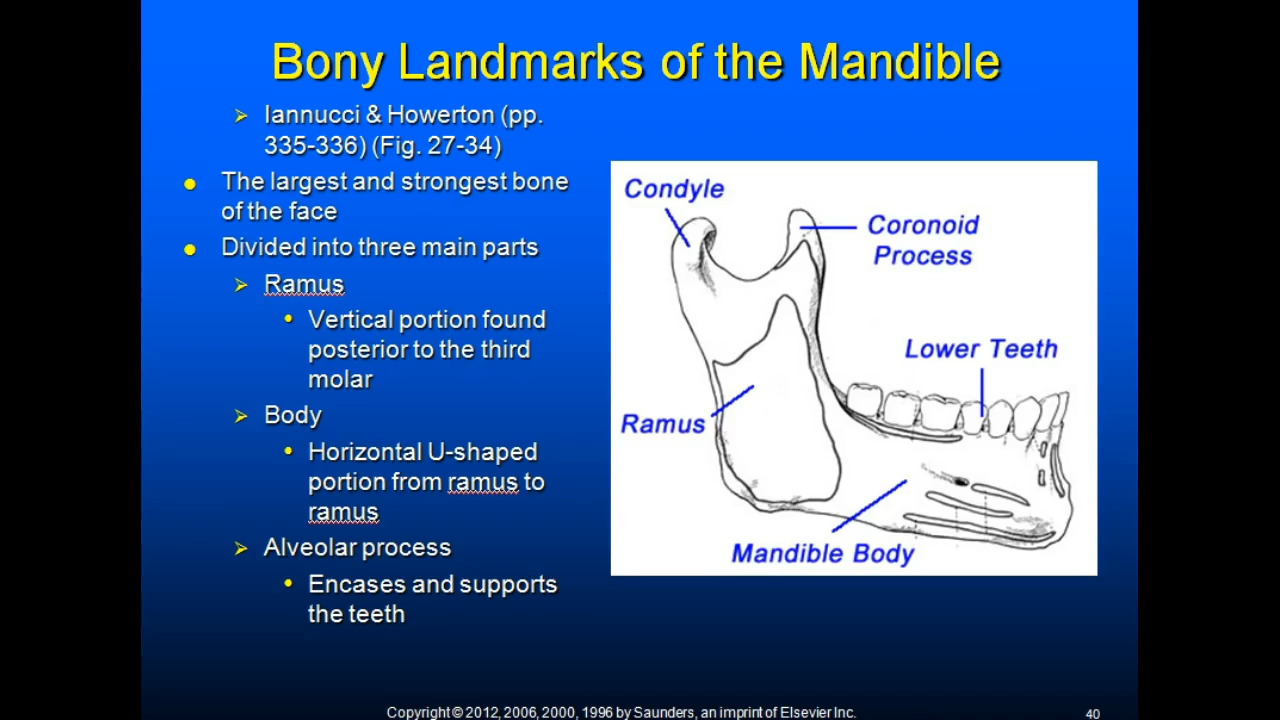 Bony Landmarks of the Mandible
➢ Iannucci & Howerton (pp.
335-336) (Fig. 27-34)
● The largest and strongest bone
of the face
● Divided into three main parts
➢ Ramus
• Vertical portion found
posterior to the third
molar
➢ Body
• Horizontal U-shaped
portion from ramus to
ramus
➢ Alveolar process
• Encases and supports
the teeth
Condyle
Coronoid
Process
Lower Teeth
Ramus
Mandible Body
Copyright © 2012, 2006, 2000, 1996 by Saunders, an imprint of Elsevier Inc.
40